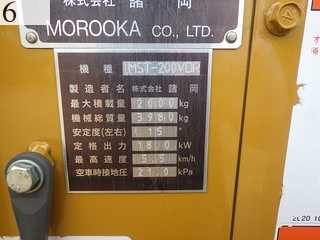 6
株式会社 諸岡
MOROOKA CO., LTD.
機種 MST-200VDR
製造者名 株式会社 諸岡
最大積載量 2000 kg
機械総質量 3980 kg
安定度(左右) 15°
定格出力 18.0 kW
最高速度 5.5 km/h
空車時接地圧 21.0 kPa